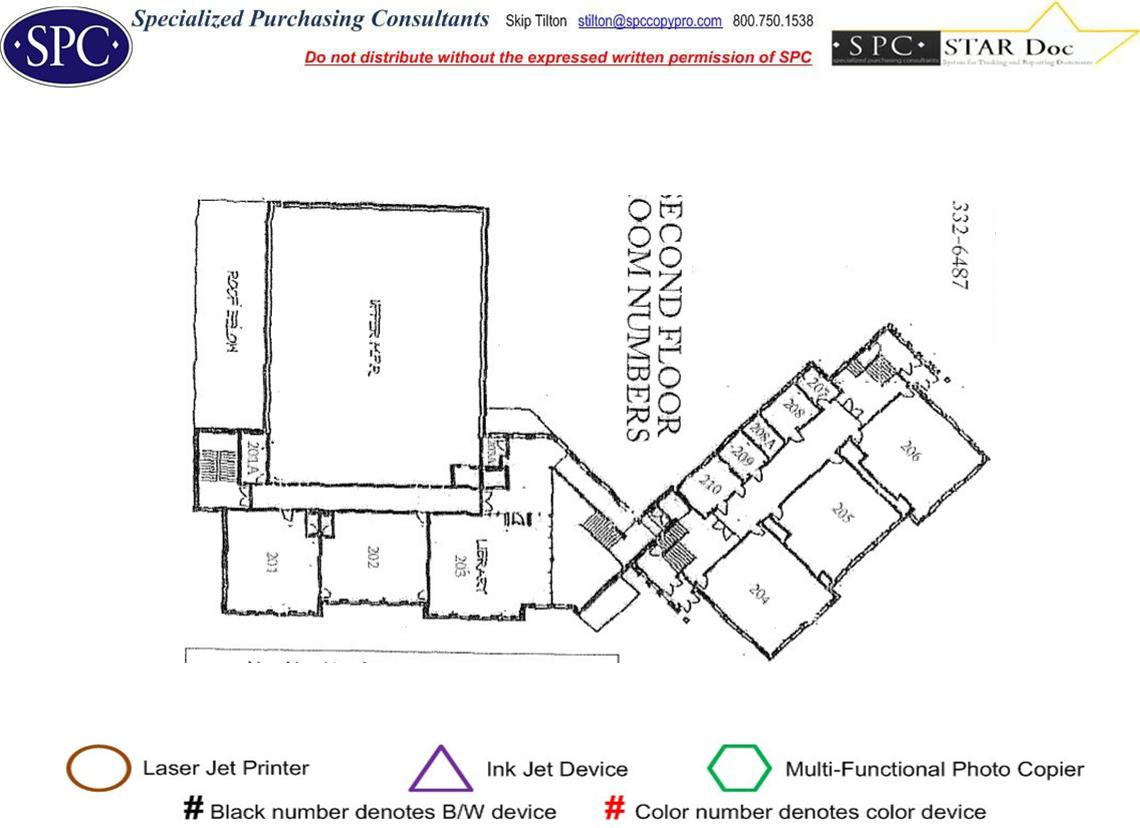 Specialized Purchasing Consultants Skip Tilton stilton@spccopypro.com 800.750.1538
·SPC·
Do not distribute without the expressed written permission of SPC
·SPC· STAR Doc
specialized purchasing consultants System for Tracking and Reporting Documents
SECOND FLOOR
OOM NUMBERS
332-6487
ROOF BELOW
UPPER M.P.R.
201A
201
202
LIBRARY
203
207
208
208A
209
210
206
205
204
Laser Jet Printer
Ink Jet Device
Multi-Functional Photo Copier
# Black number denotes B/W device
# Color number denotes color device